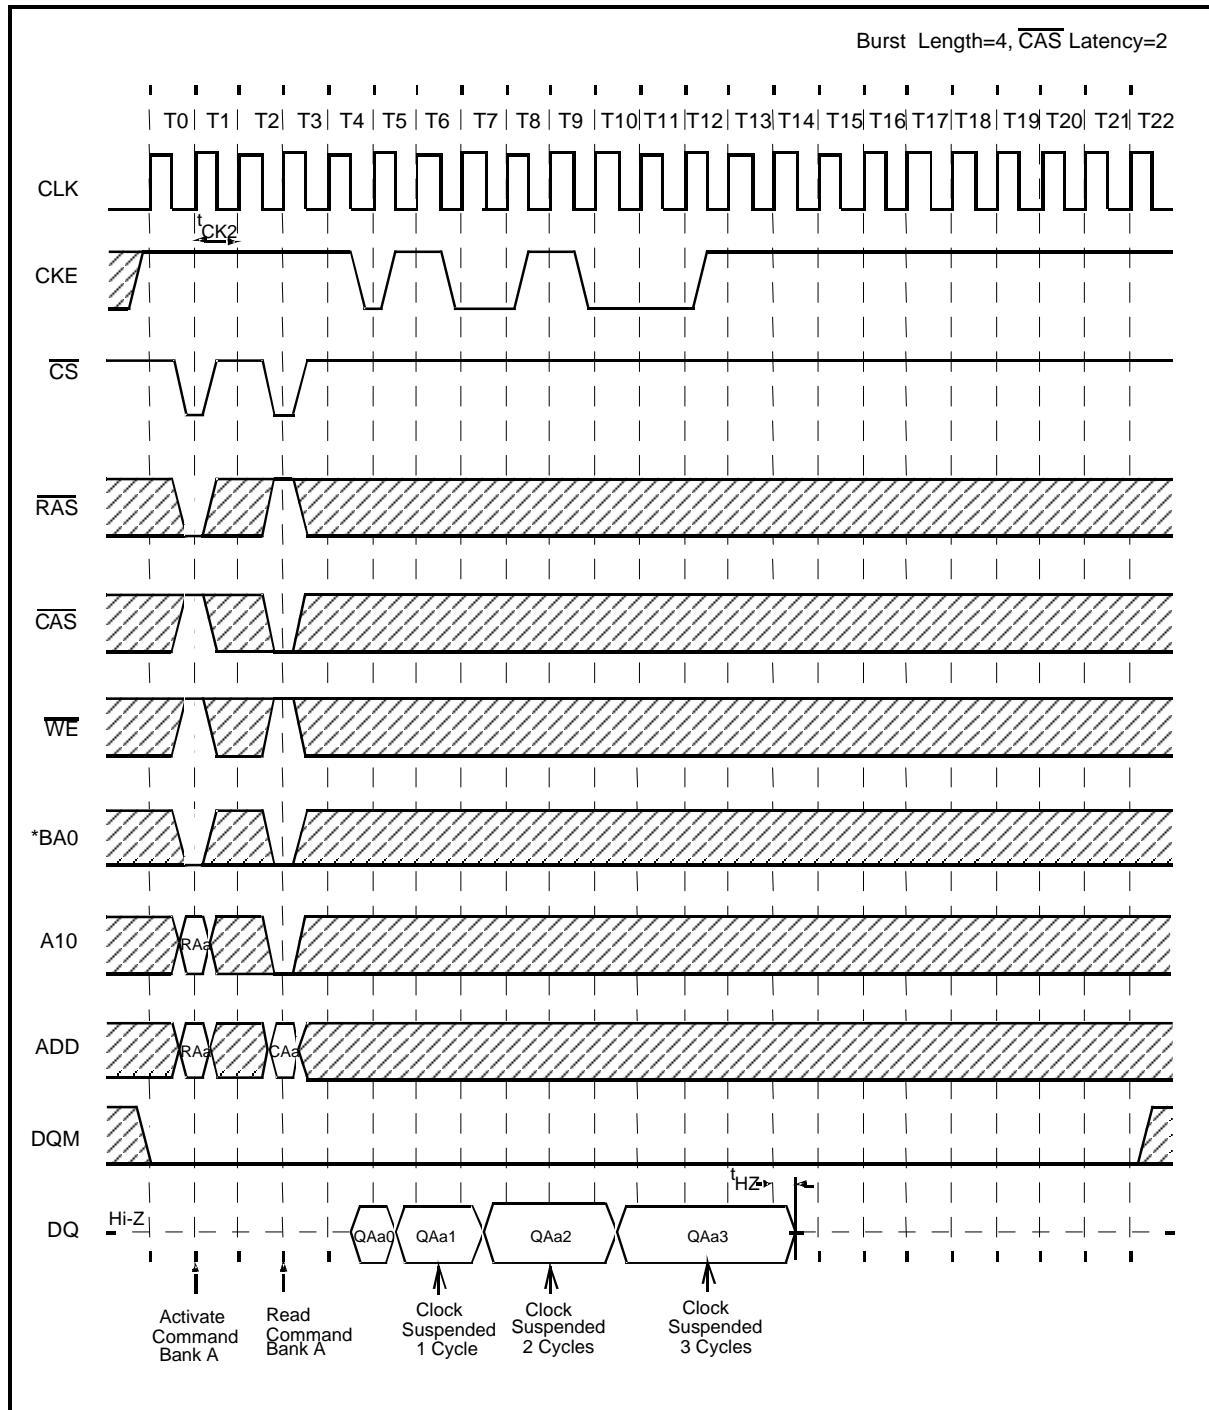 Burst Length=4, CAS Latency=2
T0 T1 T2 T3 T4 T5 T6 T7 T8 T9 T10 T11 T12 T13 T14 T15 T16 T17 T18 T19 T20 T21 T22
CLK
tCK2
CKE
CS
RAS
CAS
WE
*BA0
A10
RAa
ADD
RAa CAa
DQM
tHZ
DQ
Hi-Z
QAa0 QAa1 QAa2 QAa3
Activate
Command
Bank A
Read
Command
Bank A
Clock
Suspended
1 Cycle
Clock
Suspended
2 Cycles
Clock
Suspended
3 Cycles